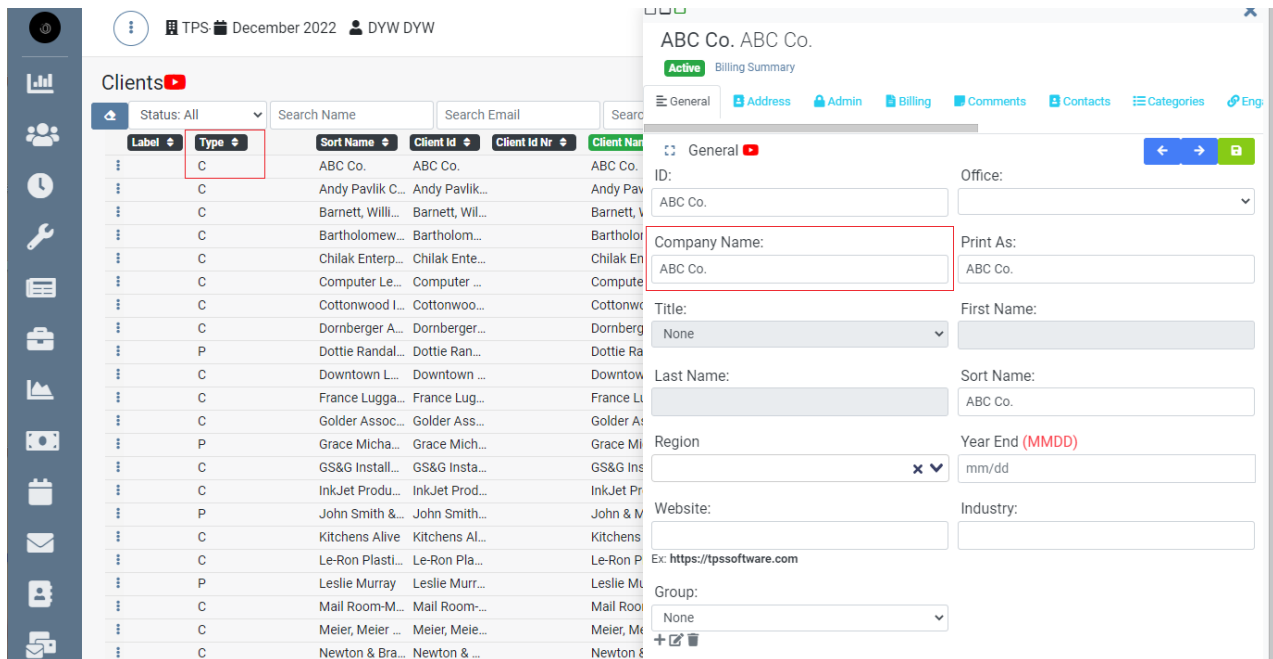 TPS December 2022 DYW DYW
Clients
Status: All Search Name Search Email Searc
Label Type Sort Name Client Id Client Id Nr Client Nan
C ABC Co. ABC Co. ABC Co.
C Andy Pavlik C... Andy Pavlik... Andy Pav
C Barnett, Willi... Barnett, Wil... Barnett, W
C Bartholomew... Bartholom... Bartholor
C Chilak Enterp... Chilak Ente... Chilak En
C Computer Le... Computer ... Compute
C Cottonwood I... Cottonwoo... Cottonwo
C Dornberger A... Dornberger... Dornberg
P Dottie Randal... Dottie Ran... Dottie Ra
C Downtown L... Downtown ... Downtow
C France Lugga... France Lug... France Lu
C Golder Assoc... Golder Ass... Golder As
P Grace Micha... Grace Mich... Grace Mi
C GS&G Install... GS&G Insta... GS&G Ins
C InkJet Produ... InkJet Prod... InkJet Pr
P John Smith &... John Smith... John & M
C Kitchens Alive Kitchens Al... Kitchens
C Le-Ron Plasti... Le-Ron Pla... Le-Ron P
P Leslie Murray Leslie Murr... Leslie Mu
C Mail Room-M... Mail Room-... Mail Roo
C Meier, Meier ... Meier, Meie... Meier, Me
C Newton & Bra... Newton & ... Newton &
ABC Co. ABC Co.
Active Billing Summary
General Address Admin Billing Comments Contacts Categories Eng
General
ID: Office:
ABC Co.
Company Name: Print As:
ABC Co. ABC Co.
Title: First Name:
None
Last Name: Sort Name:
ABC Co.
Region Year End (MMDD)
mm/dd
Website: Industry:
Ex: https://tpssoftware.com
Group:
None